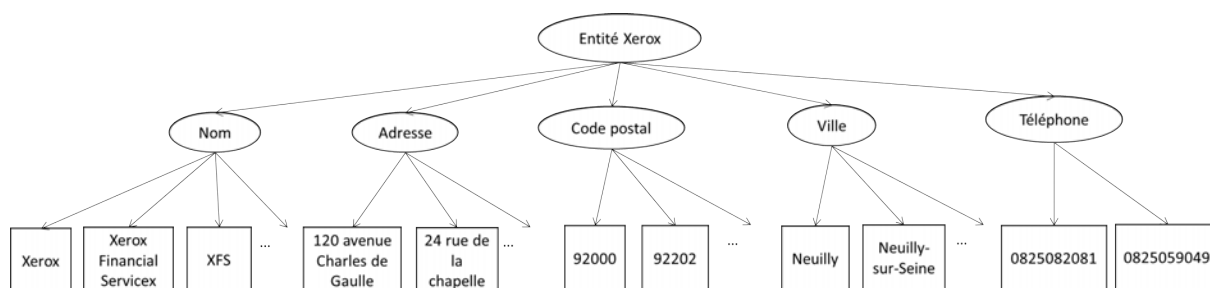 Entité Xerox
Nom
Adresse
Code postal
Ville
Téléphone
Xerox
Xerox
Financial
Servicex
XFS
...
120 avenue
Charles de
Gaulle
24 rue de
la
chapelle
...
92000
92202
...
Neuilly
Neuilly-
sur-Seine
...
0825082081
0825059049